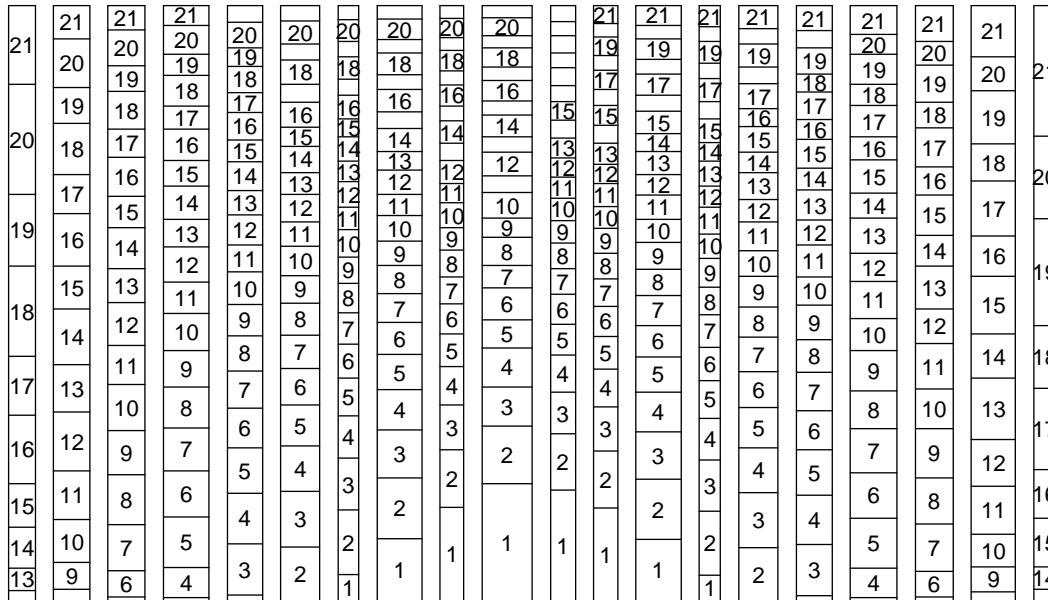 21 20 19 18 17 16 15 14 13
21 20 19 18 17 16 15 14 13 12 11 10 9
21 20 19 18 17 16 15 14 13 12 11 10 9 8 7 6
21 20 19 18 17 16 15 14 13 12 11 10 9 8 7 6 5 4
20 19 18 17 16 15 14 13 12 11 10 9 8 7 6 5 4 3
20 18 16 15 14 13 12 11 10 9 8 7 6 5 4 3 2
20 18 16 15 14 13 12 11 10 9 8 7 6 5 4 3 2 1
20 18 16 14 13 12 11 10 9 8 7 6 5 4 3 2 1
20 18 16 14 12 11 10 9 8 7 6 5 4 3 2 1
20 18 16 14 12 10 9 8 7 6 5 4 3 2 1
15 13 12 11 10 9 8 7 6 5 4 3 2 1
21 19 17 15 13 12 11 10 9 8 7 6 5 4 3 2 1
21 19 17 15 14 13 12 11 10 9 8 7 6 5 4 3 2 1
21 19 17 15 14 13 12 11 10 9 8 7 6 5 4 3 2 1
21 19 17 16 15 14 13 12 11 10 9 8 7 6 5 4 3 2
21 19 18 17 16 15 14 13 12 11 10 9 8 7 6 5 4 3
21 20 19 18 17 16 15 14 13 12 11 10 9 8 7 6 5 4
21 20 19 18 17 16 15 14 13 12 11 10 9 8 7 6
21 20 19 18 17 16 15 14 13 12 11 10 9